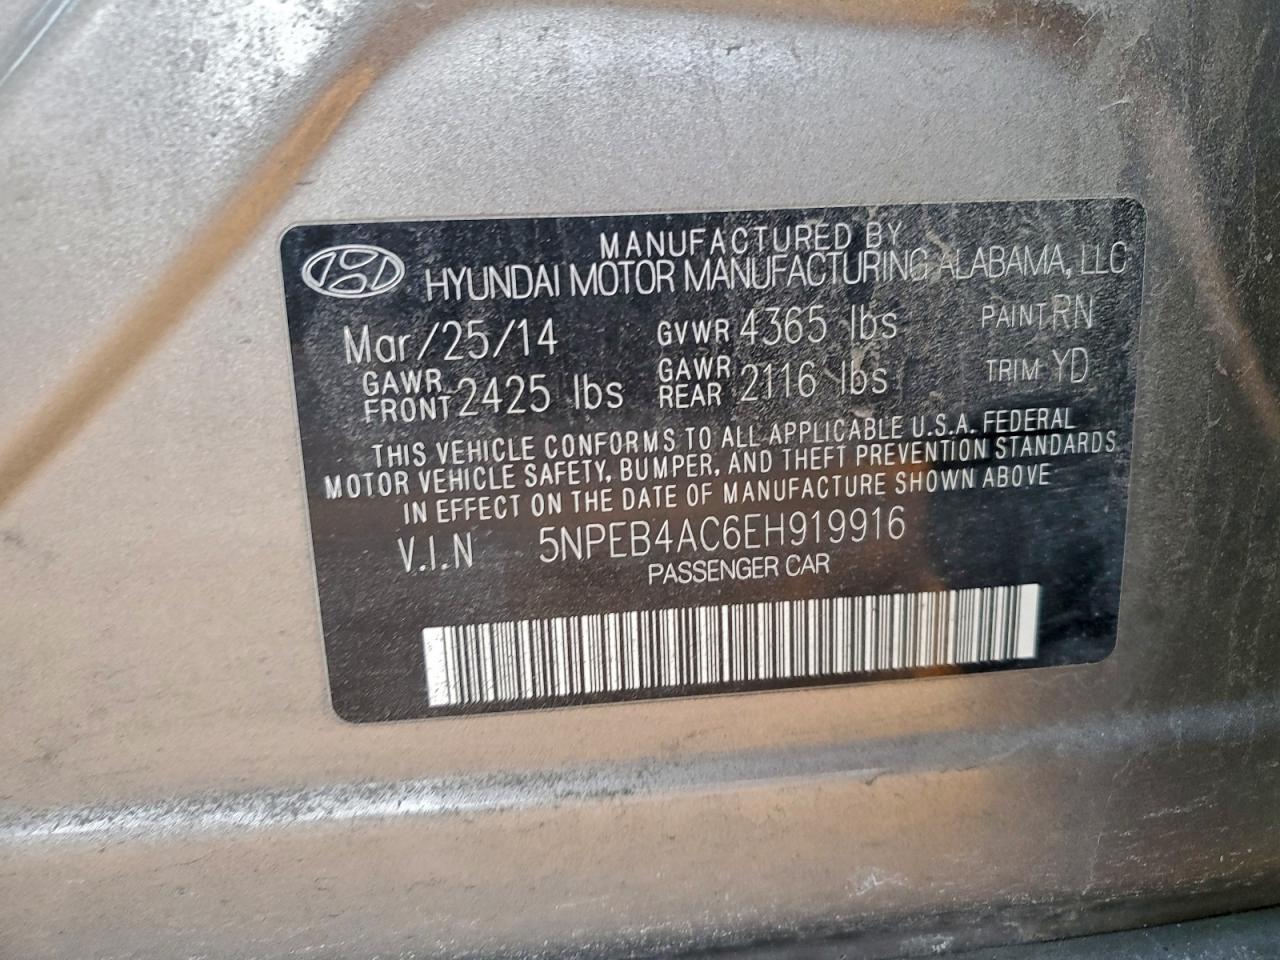 MANUFACTURED BY
HYUNDAI MOTOR MANUFACTURING ALABAMA, LLC
Mar/25/14 GVWR 4365 lbs PAINT RN
GAWR FRONT 2425 lbs GAWR REAR 2116 lbs TRIM YD
THIS VEHICLE CONFORMS TO ALL APPLICABLE U.S.A. FEDERAL
MOTOR VEHICLE SAFETY, BUMPER, AND THEFT PREVENTION STANDARDS
IN EFFECT ON THE DATE OF MANUFACTURE SHOWN ABOVE
V.I.N 5NPEB4AC6EH919916
PASSENGER CAR